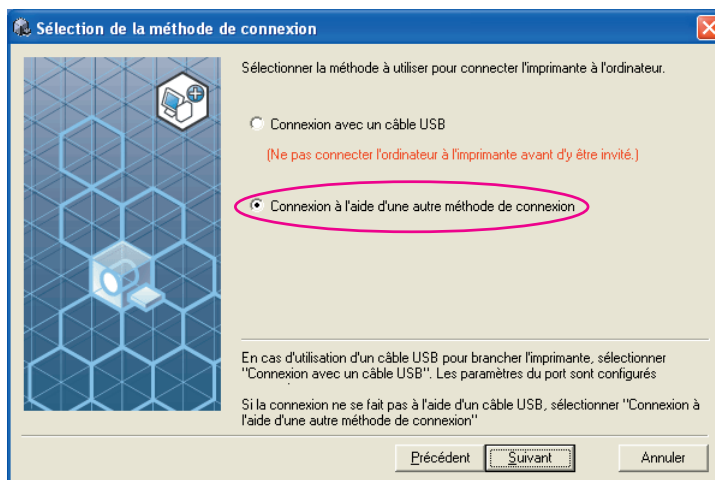 Sélection de la méthode de connexion
Sélectionner la méthode à utiliser pour connecter l'imprimante à l'ordinateur.
Connexion avec un câble USB
(Ne pas connecter l'ordinateur à l'imprimante avant d'y être invité.)
Connexion à l'aide d'une autre méthode de connexion
En cas d'utilisation d'un câble USB pour brancher l'imprimante, sélectionner
"Connexion avec un câble USB". Les paramètres du port sont configurés
Si la connexion ne se fait pas à l'aide d'un câble USB, sélectionner "Connexion à
l'aide d'une autre méthode de connexion"
Précédent Suivant Annuler